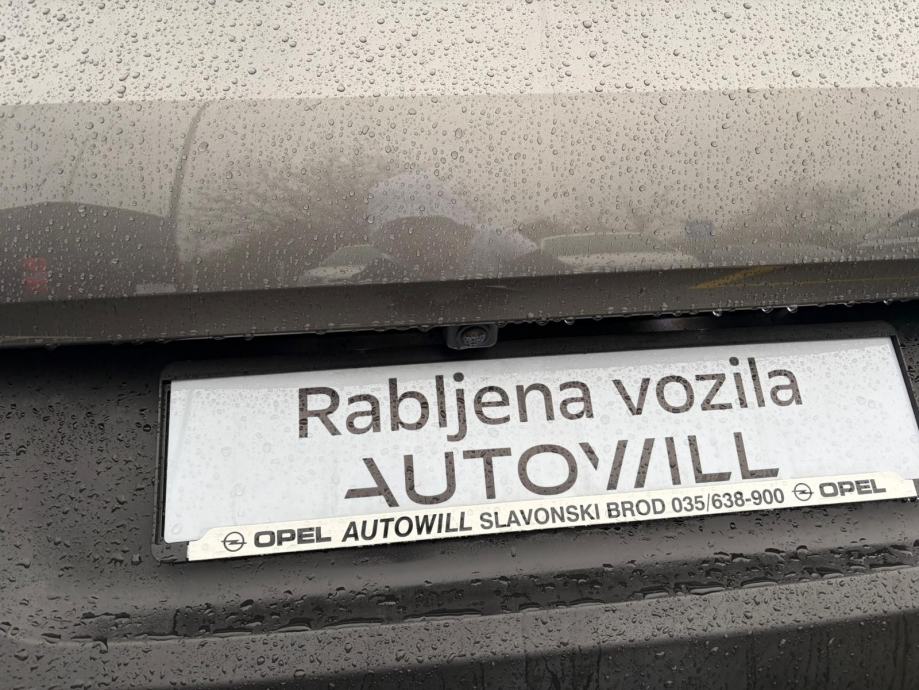 Rabljena vozila
AUTOWILL
OPEL AUTOWILL SLAVONSKI BROD 035/638-900 OPEL